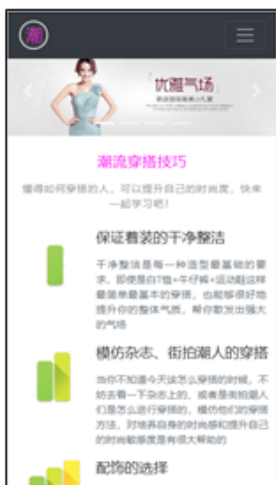 潮
优雅气场
潮流穿搭技巧
懂得如何穿搭的人，可以提升自己的时尚度，快来
一起学习吧！
保证着装的干净整洁
干净整洁是每一种造型最基础的要
求，即使是白T恤+牛仔裤+运动鞋这样
最简单最基本的穿搭，也能够很好地
提升你的整体气质，帮你散发出强大
的气场
模仿杂志、街拍潮人的穿搭
当你不知道今天该怎么穿搭的时候，不
妨去看一下杂志上的、或者是街拍潮人
们是怎么进行穿搭的，模仿他们的穿搭
方法，对培养自身的时尚感和提升自己
的时尚敏感度是有很大帮助的
配饰的选择